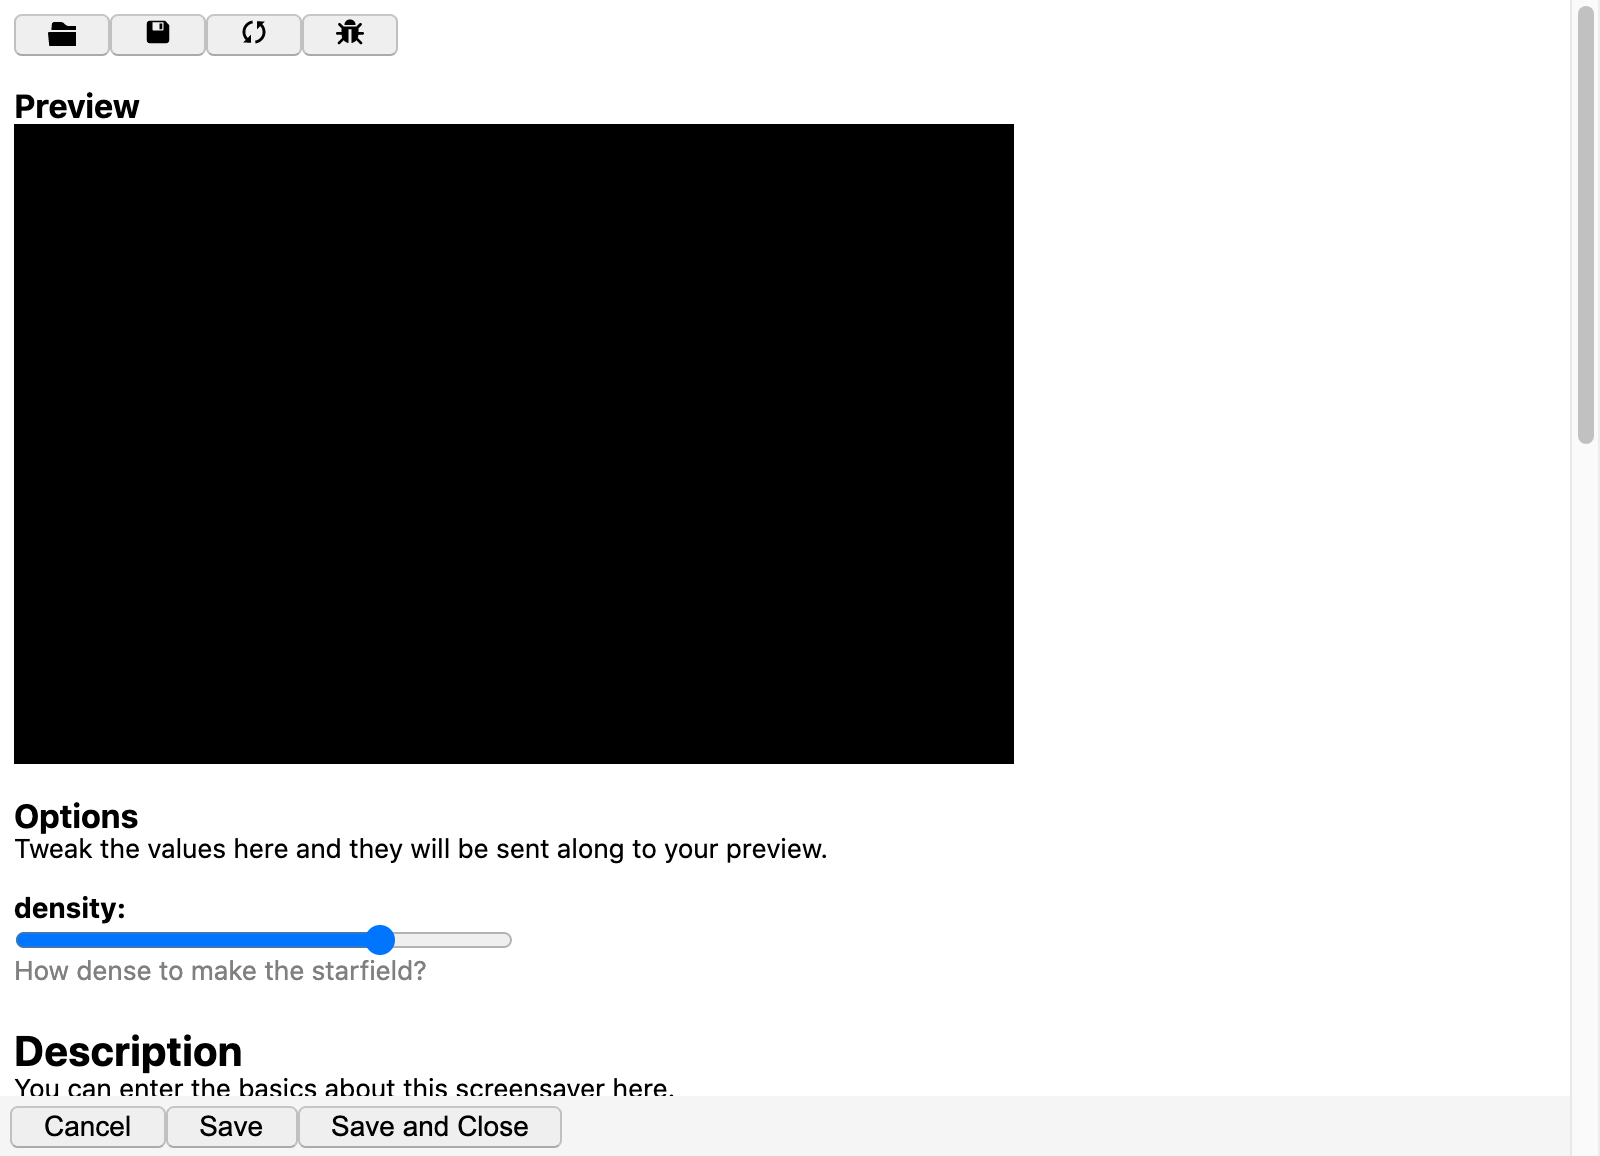 Preview
Options
Tweak the values here and they will be sent along to your preview.
density:
How dense to make the starfield?
Description
You can enter the basics about this screensaver here.
Cancel Save Save and Close